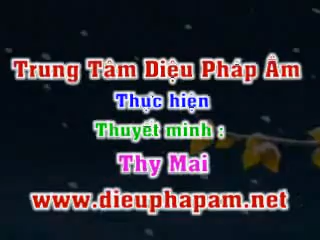 Trung Tâm Diệu Pháp Âm
Thực hiện
Thuyết minh :
Thy Mai
www.dieuphapam.net